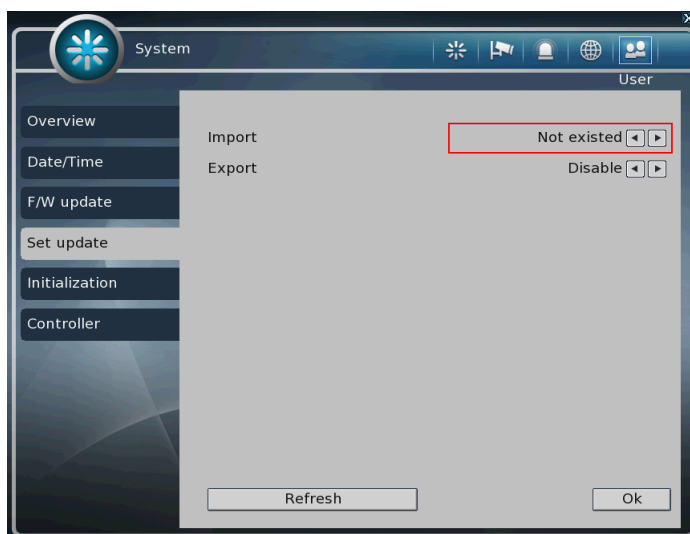 System
User
Overview
Date/Time
F/W update
Set update
Initialization
Controller
Import Not existed
Export Disable
Refresh Ok